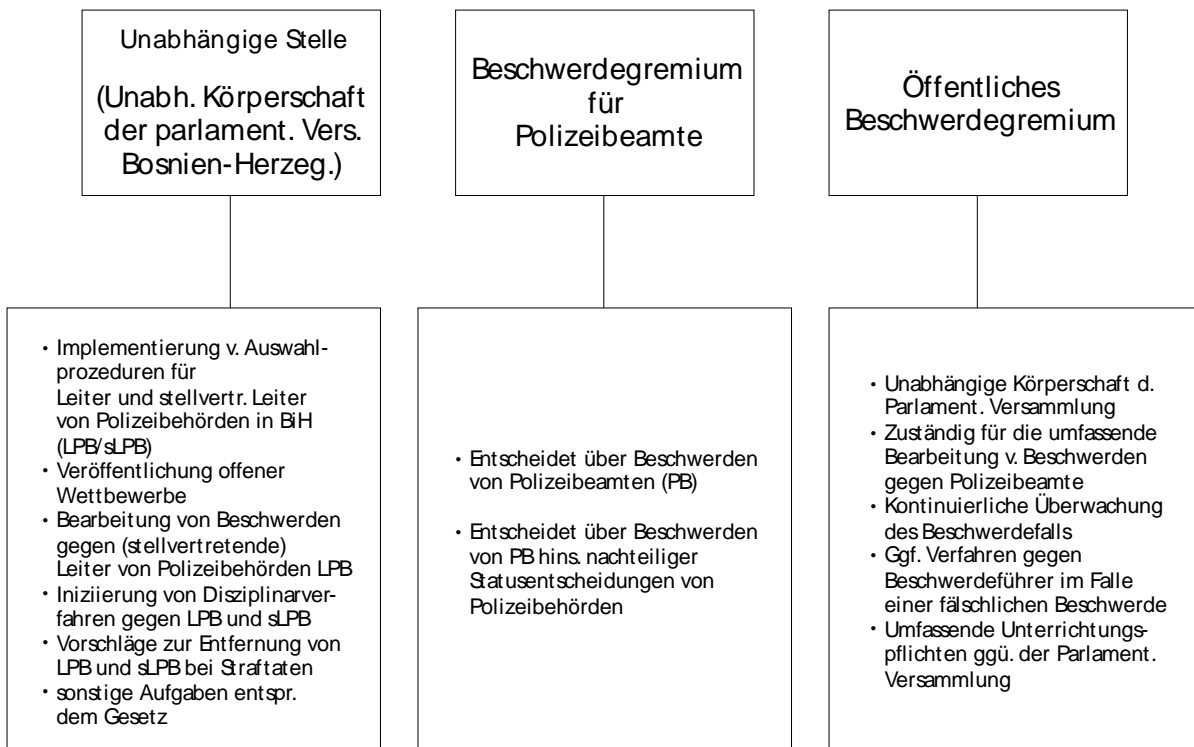 Unabhängige Stelle
(Unabh. Körperschaft
der parlament. Vers.
Bosnien-Herzeg.)
Beschwerdegremium
für
Polizeibeamte
Öffentliches
Beschwerdegremium
• Implementierung v. Auswahl-
prozeduren für
Leiter und stellvertr. Leiter
von Polizeibehörden in BiH
(LPB/sLPB)
• Veröffentlichung offener
Wettbewerbe
• Bearbeitung von Beschwerden
gegen (stellvertretende)
Leiter von Polizeibehörden LPB
• Iniziierung von Disziplinarver-
fahren gegen LPB und sLPB
• Vorschläge zur Entfernung von
LPB und sLPB bei Straftaten
• sonstige Aufgaben entspr.
dem Gesetz
• Entscheidet über Beschwerden
von Polizeibeamten (PB)
• Entscheidet über Beschwerden
von PB hins. nachteiliger
Statusentscheidungen von
Polizeibehörden
• Unabhängige Körperschaft d.
Parlament. Versammlung
• Zuständig für die umfassende
Bearbeitung v. Beschwerden
gegen Polizeibeamte
• Kontinuierliche Überwachung
des Beschwerdefalls
• Ggf. Verfahren gegen
Beschwerdeführer im Falle
einer fälschlichen Beschwerde
• Umfassende Unterrichtungs-
pflichten ggü. der Parlament.
Versammlung